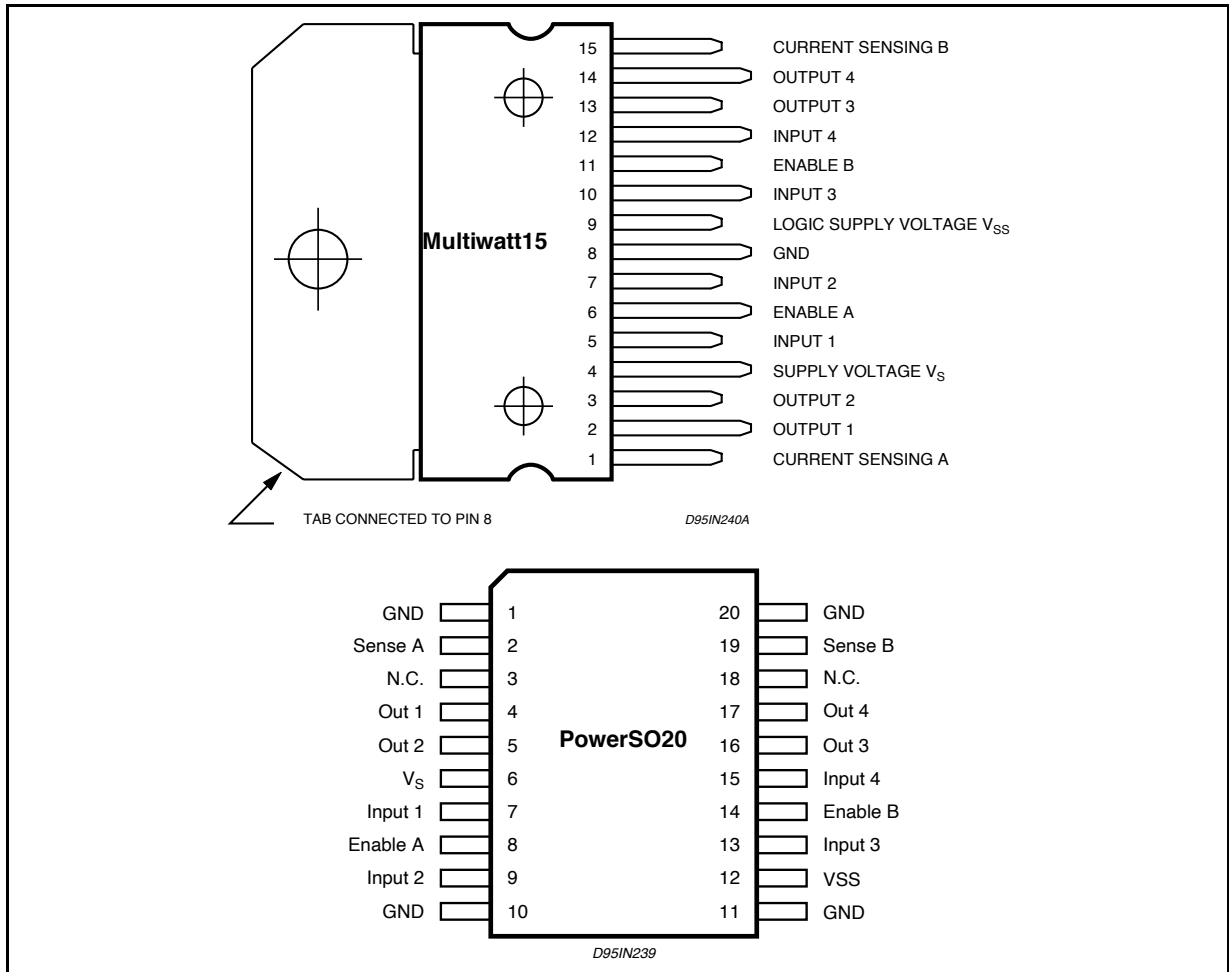 15 CURRENT SENSING B
14 OUTPUT 4
13 OUTPUT 3
12 INPUT 4
11 ENABLE B
10 INPUT 3
9 LOGIC SUPPLY VOLTAGE VSS
Multiwatt15
8 GND
7 INPUT 2
6 ENABLE A
5 INPUT 1
4 SUPPLY VOLTAGE VS
3 OUTPUT 2
2 OUTPUT 1
1 CURRENT SENSING A
TAB CONNECTED TO PIN 8
D95IN240A
GND 1 20 GND
Sense A 2 19 Sense B
N.C. 3 18 N.C.
Out 1 4 17 Out 4
PowerSO20
Out 2 5 16 Out 3
VS 6 15 Input 4
Input 1 7 14 Enable B
Enable A 8 13 Input 3
Input 2 9 12 VSS
GND 10 11 GND
D95IN239